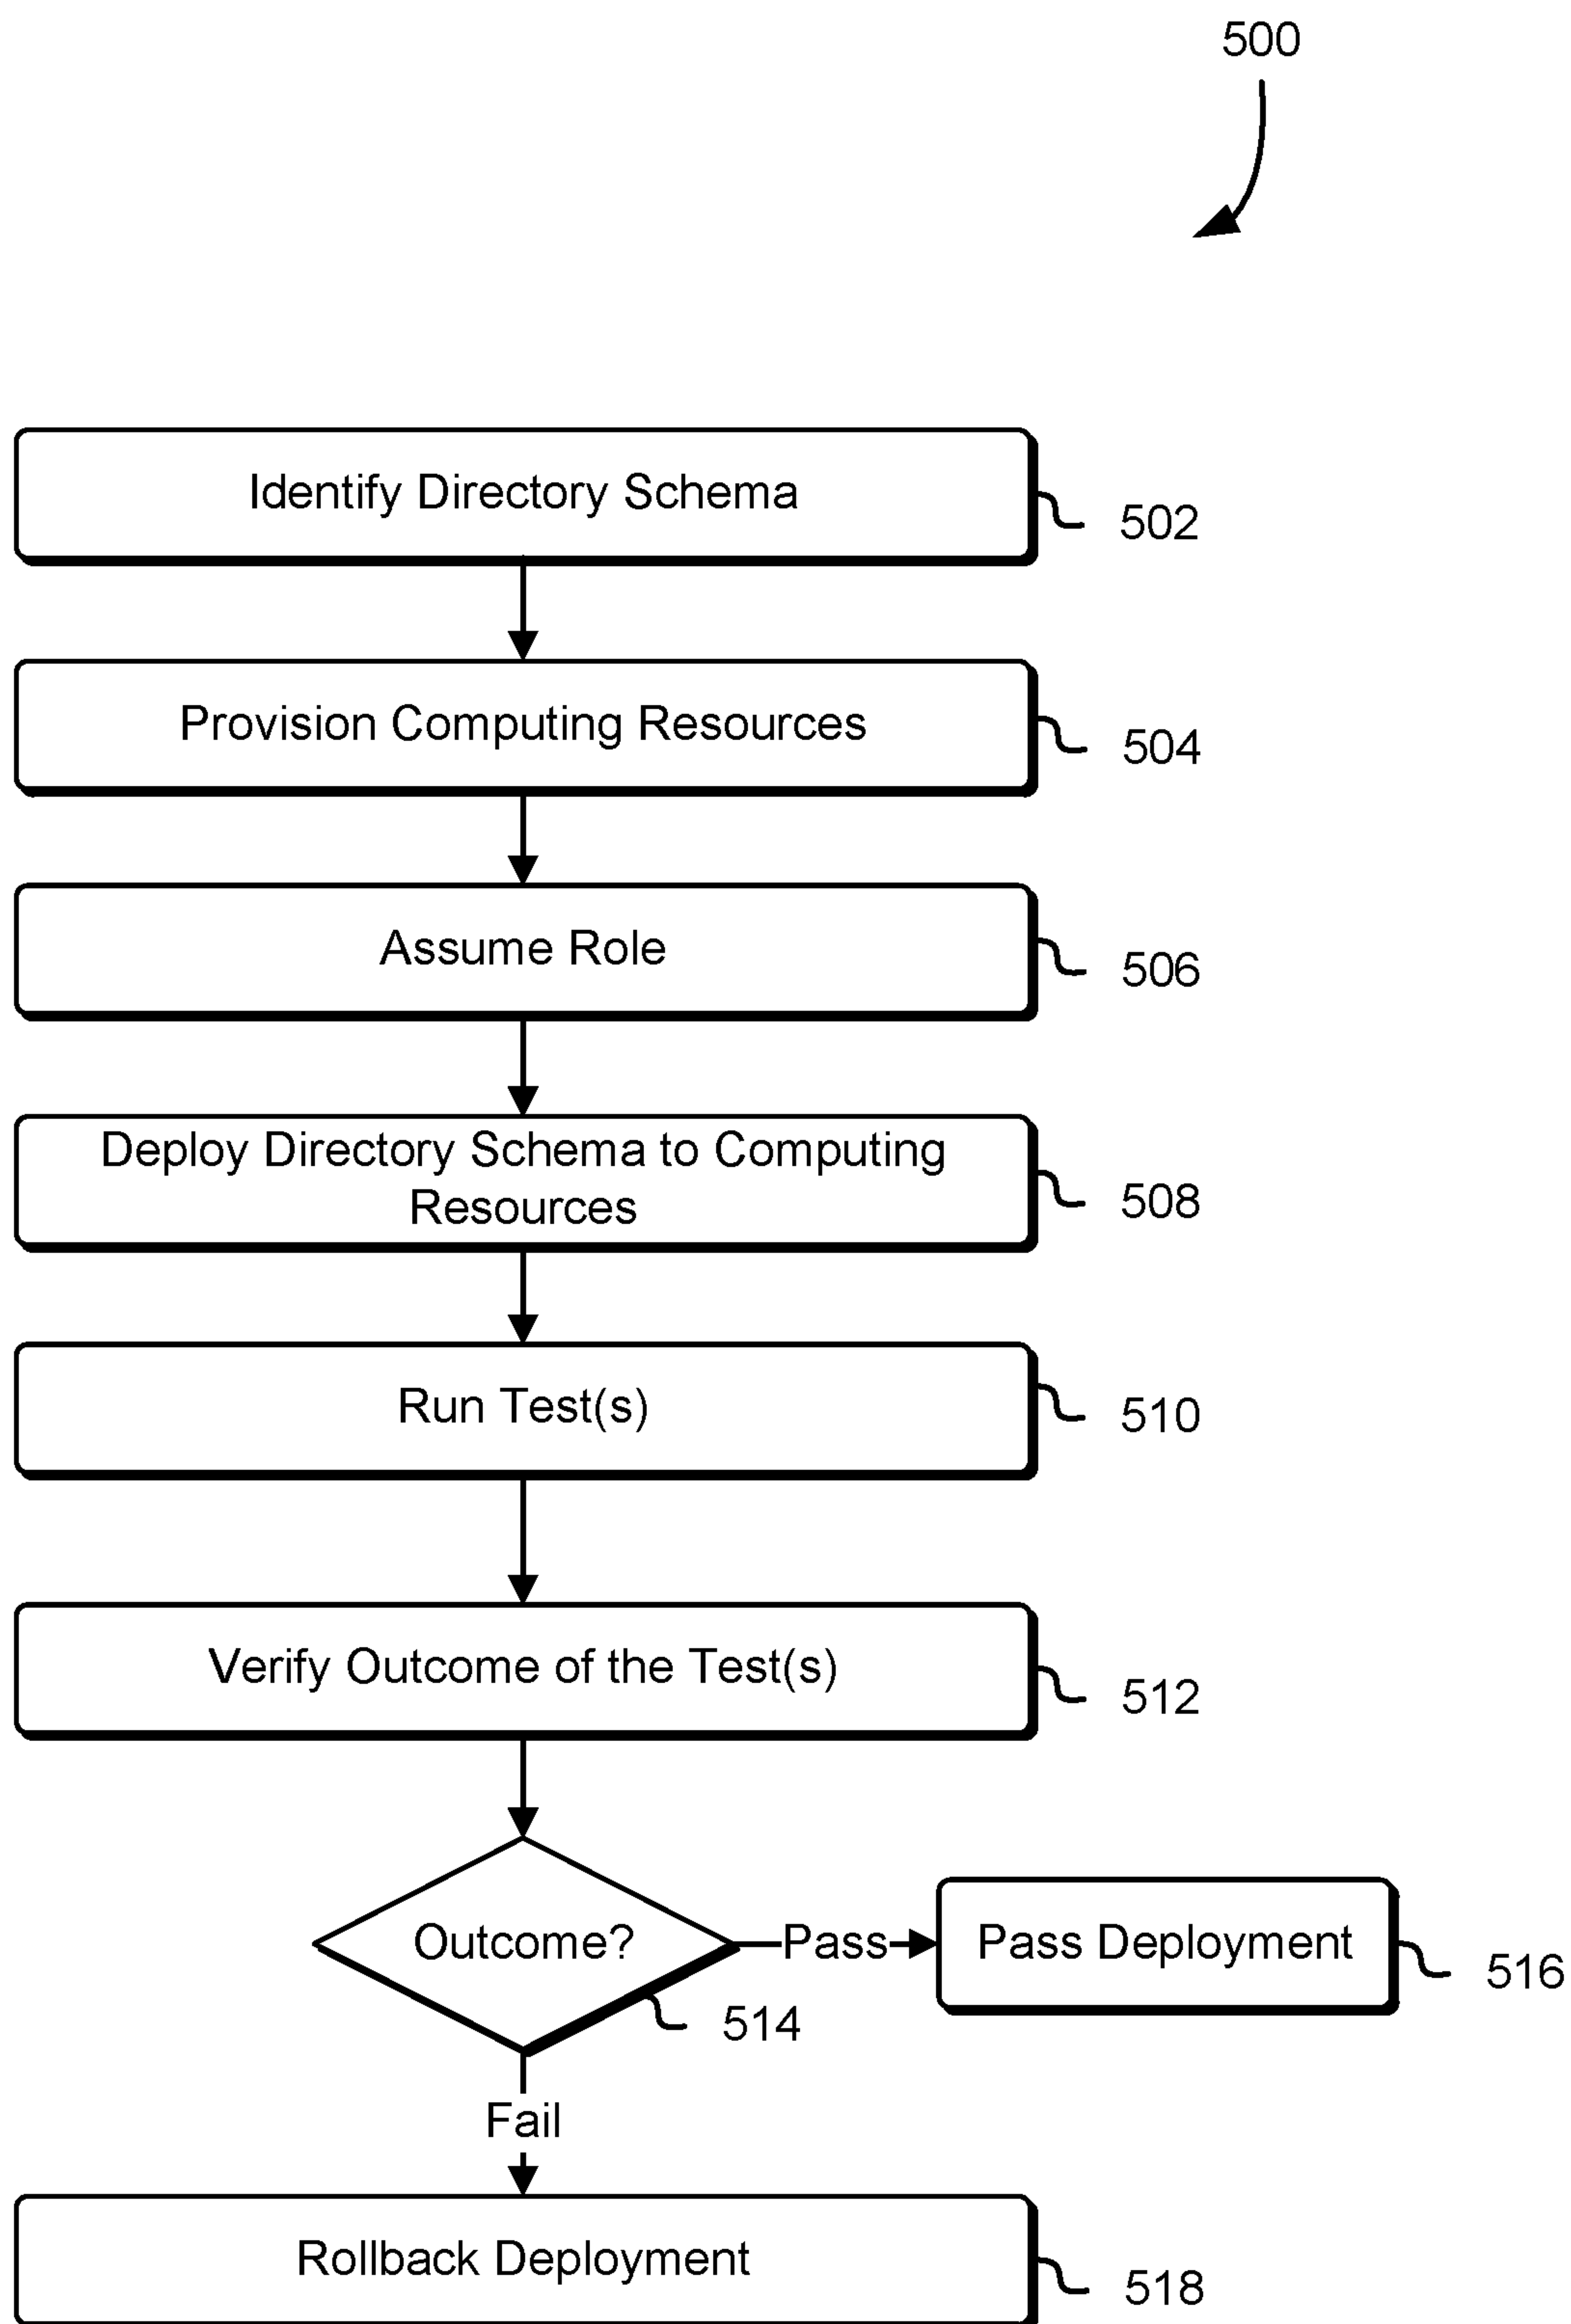 500
Identify Directory Schema
502
Provision Computing Resources
504
Assume Role
506
Deploy Directory Schema to Computing
Resources
508
Run Test(s)
510
Verify Outcome of the Test(s)
512
Outcome?
Pass
Pass Deployment
516
514
Fail
Rollback Deployment
518